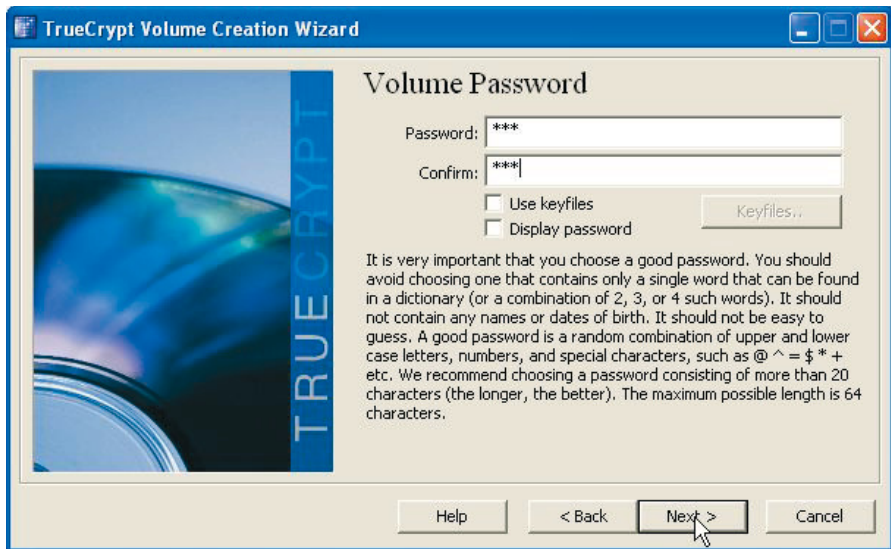 TrueCrypt Volume Creation Wizard
TRUECRYPT
Volume Password
Password: ***
Confirm: ***
Use keyfiles
Keyfiles..
Display password
It is very important that you choose a good password. You should
avoid choosing one that contains only a single word that can be found
in a dictionary (or a combination of 2, 3, or 4 such words). It should
not contain any names or dates of birth. It should not be easy to
guess. A good password is a random combination of upper and lower
case letters, numbers, and special characters, such as @ ^ = $ * +
etc. We recommend choosing a password consisting of more than 20
characters (the longer, the better). The maximum possible length is 64
characters.
Help < Back Next > Cancel